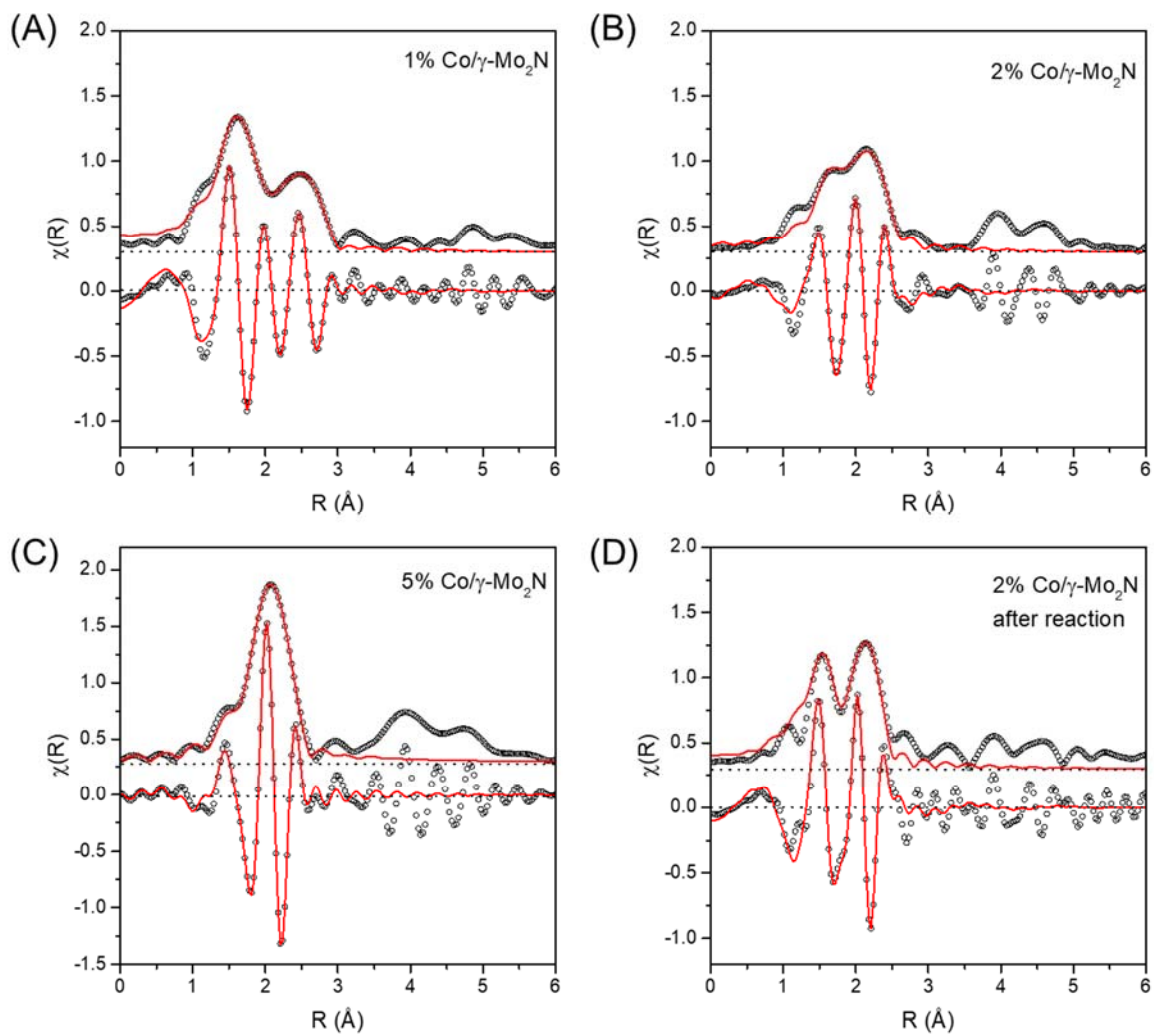 (A)
1% Co/γ-Mo₂N
χ(R)
2.0
1.5
1.0
0.5
0.0
-0.5
-1.0
0 1 2 3 4 5 6
R (Å)
(B)
2% Co/γ-Mo₂N
χ(R)
2.0
1.5
1.0
0.5
0.0
-0.5
-1.0
0 1 2 3 4 5 6
R (Å)
(C)
5% Co/γ-Mo₂N
χ(R)
2.0
1.5
1.0
0.5
0.0
-0.5
-1.0
-1.5
0 1 2 3 4 5 6
R (Å)
(D)
2% Co/γ-Mo₂N
after reaction
χ(R)
2.0
1.5
1.0
0.5
0.0
-0.5
-1.0
0 1 2 3 4 5 6
R (Å)